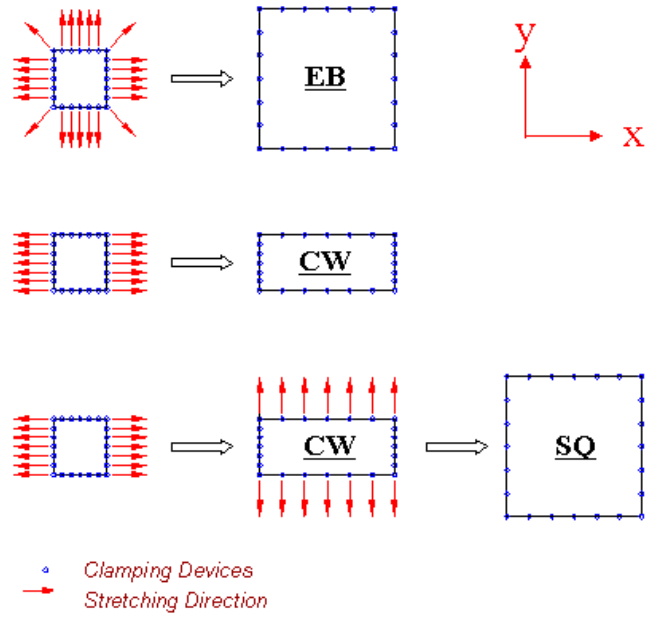 EB
y
x
CW
CW
SQ
Clamping Devices
Stretching Direction